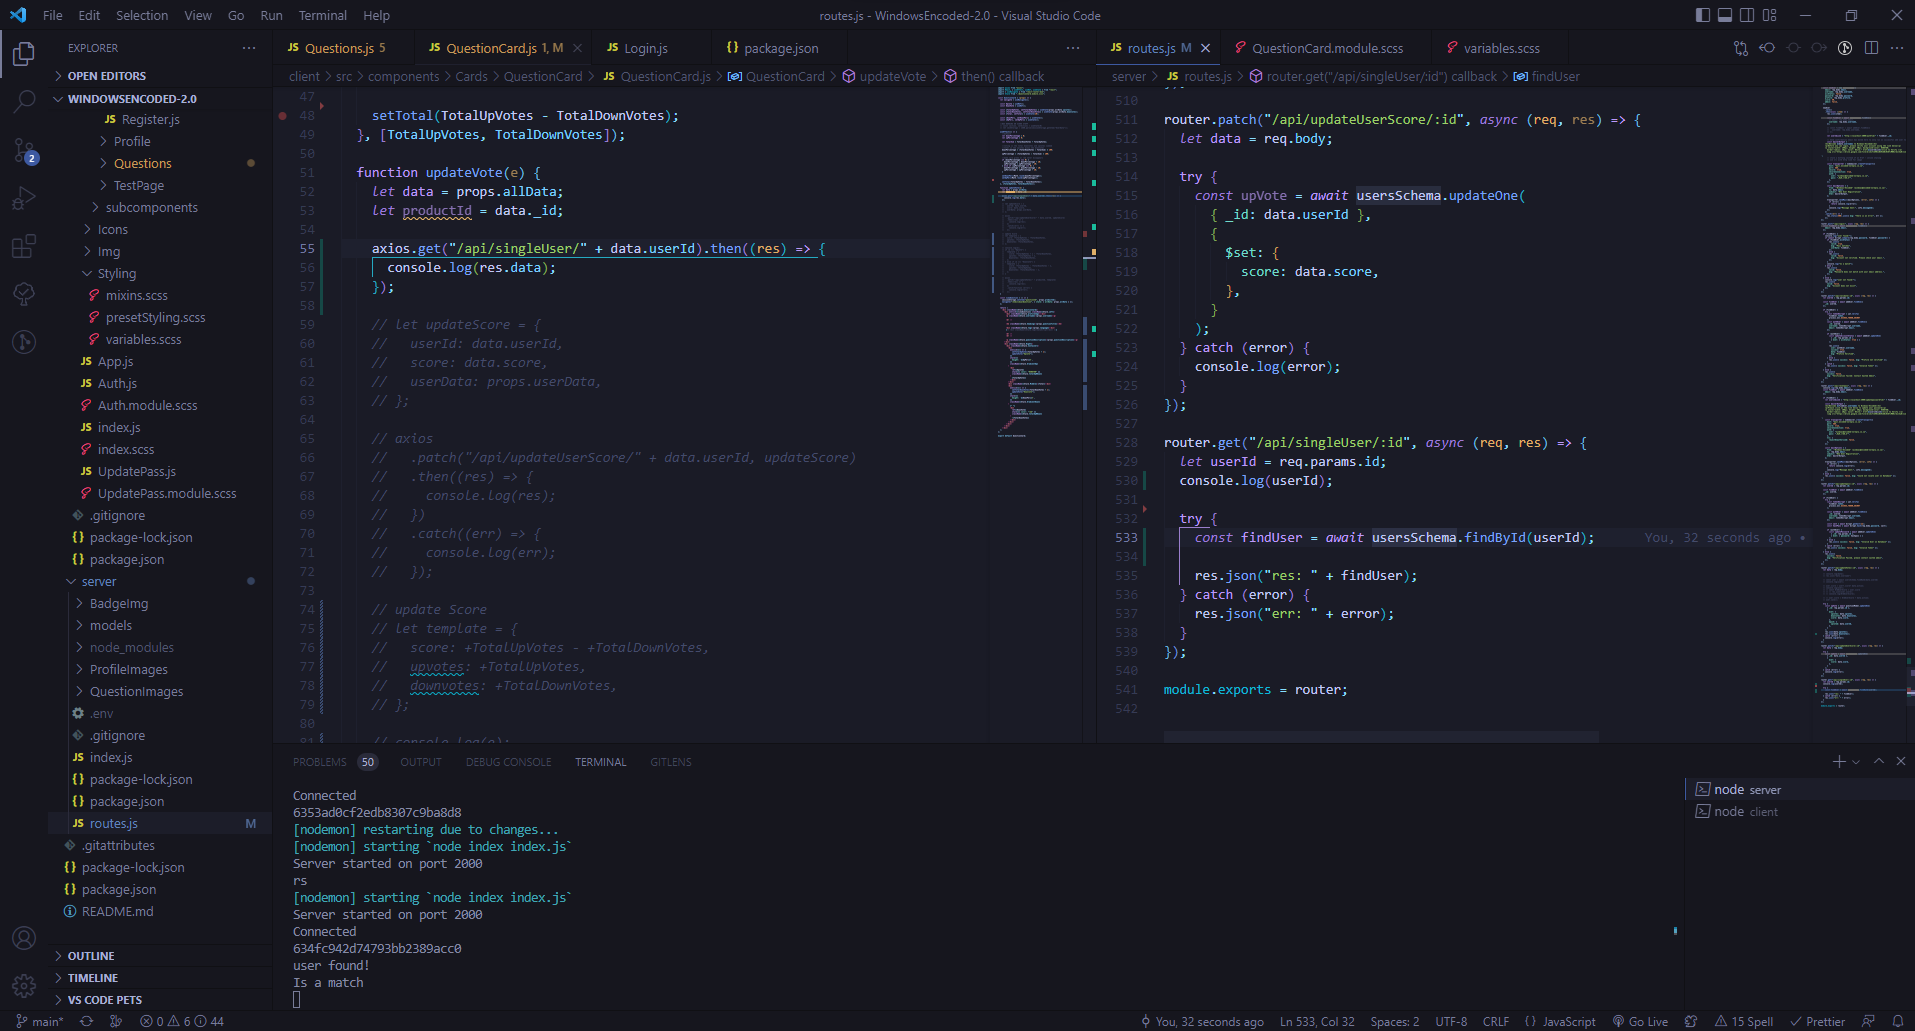 File Edit Selection View Go Run Terminal Help
routes.js - WindowsEncoded-2.0 - Visual Studio Code
EXPLORER
OPEN EDITORS
WINDOWSENCODED-2.0
Register.js
Profile
Questions
TestPage
subcomponents
Icons
Img
Styling
mixins.scss
presetStyling.scss
variables.scss
App.js
Auth.js
Auth.module.scss
index.js
index.scss
UpdatePass.js
UpdatePass.module.scss
.gitignore
package-lock.json
package.json
server
BadgeImg
models
node_modules
ProfileImages
QuestionImages
.env
.gitignore
index.js
package-lock.json
package.json
routes.js M
.gitattributes
package-lock.json
package.json
README.md
OUTLINE
TIMELINE
VS CODE PETS
2
JS Questions.js 5 JS QuestionCard.js 1, M JS Login.js {} package.json
client > src > components > Cards > QuestionCard > JS QuestionCard.js > QuestionCard > updateVote > then() callback
47
48 setTotal(TotalUpVotes - TotalDownVotes);
49 }, [TotalUpVotes, TotalDownVotes]);
50
51 function updateVote(e) {
52 let data = props.allData;
53 let productId = data._id;
54
55 axios.get("/api/singleUser/" + data.userId).then((res) => {
56 console.log(res.data);
57 });
58
59 // let updateScore = {
60 // userId: data.userId,
61 // score: data.score,
62 // userData: props.userData,
63 // };
64
65 // axios
66 // .patch("/api/updateUserScore/" + data.userId, updateScore)
67 // .then((res) => {
68 // console.log(res);
69 // })
70 // .catch((err) => {
71 // console.log(err);
72 // });
73
74 // update Score
75 // let template = {
76 // score: +TotalUpVotes - +TotalDownVotes,
77 // upvotes: +TotalUpVotes,
78 // downvotes: +TotalDownVotes,
79 // };
80
81 // console.log(e);
JS routes.js M QuestionCard.module.scss variables.scss
server > JS routes.js > router.get("/api/singleUser/:id") callback > findUser
510
511 router.patch("/api/updateUserScore/:id", async (req, res) => {
512 let data = req.body;
513
514 try {
515 const upVote = await usersSchema.updateOne(
516 { _id: data.userId },
517 {
518 $set: {
519 score: data.score,
520 },
521 }
522 );
523 } catch (error) {
524 console.log(error);
525 }
526 });
527
528 router.get("/api/singleUser/:id", async (req, res) => {
529 let userId = req.params.id;
530 console.log(userId);
531
532 try {
533 const findUser = await usersSchema.findById(userId); You, 32 seconds ago •
534
535 res.json("res: " + findUser);
536 } catch (error) {
537 res.json("err: " + error);
538 }
539 });
540
541 module.exports = router;
542
PROBLEMS 50 OUTPUT DEBUG CONSOLE TERMINAL GITLENS
Connected
6353ad0cf2edb8307c9ba8d8
[nodemon] restarting due to changes...
[nodemon] starting `node index index.js`
Server started on port 2000
rs
[nodemon] starting `node index index.js`
Server started on port 2000
Connected
634fc942d74793bb2389acc0
user found!
Is a match
node server
node client
main* 0 6 44 You, 32 seconds ago Ln 533, Col 32 Spaces: 2 UTF-8 CRLF {} JavaScript Go Live 15 Spell Prettier